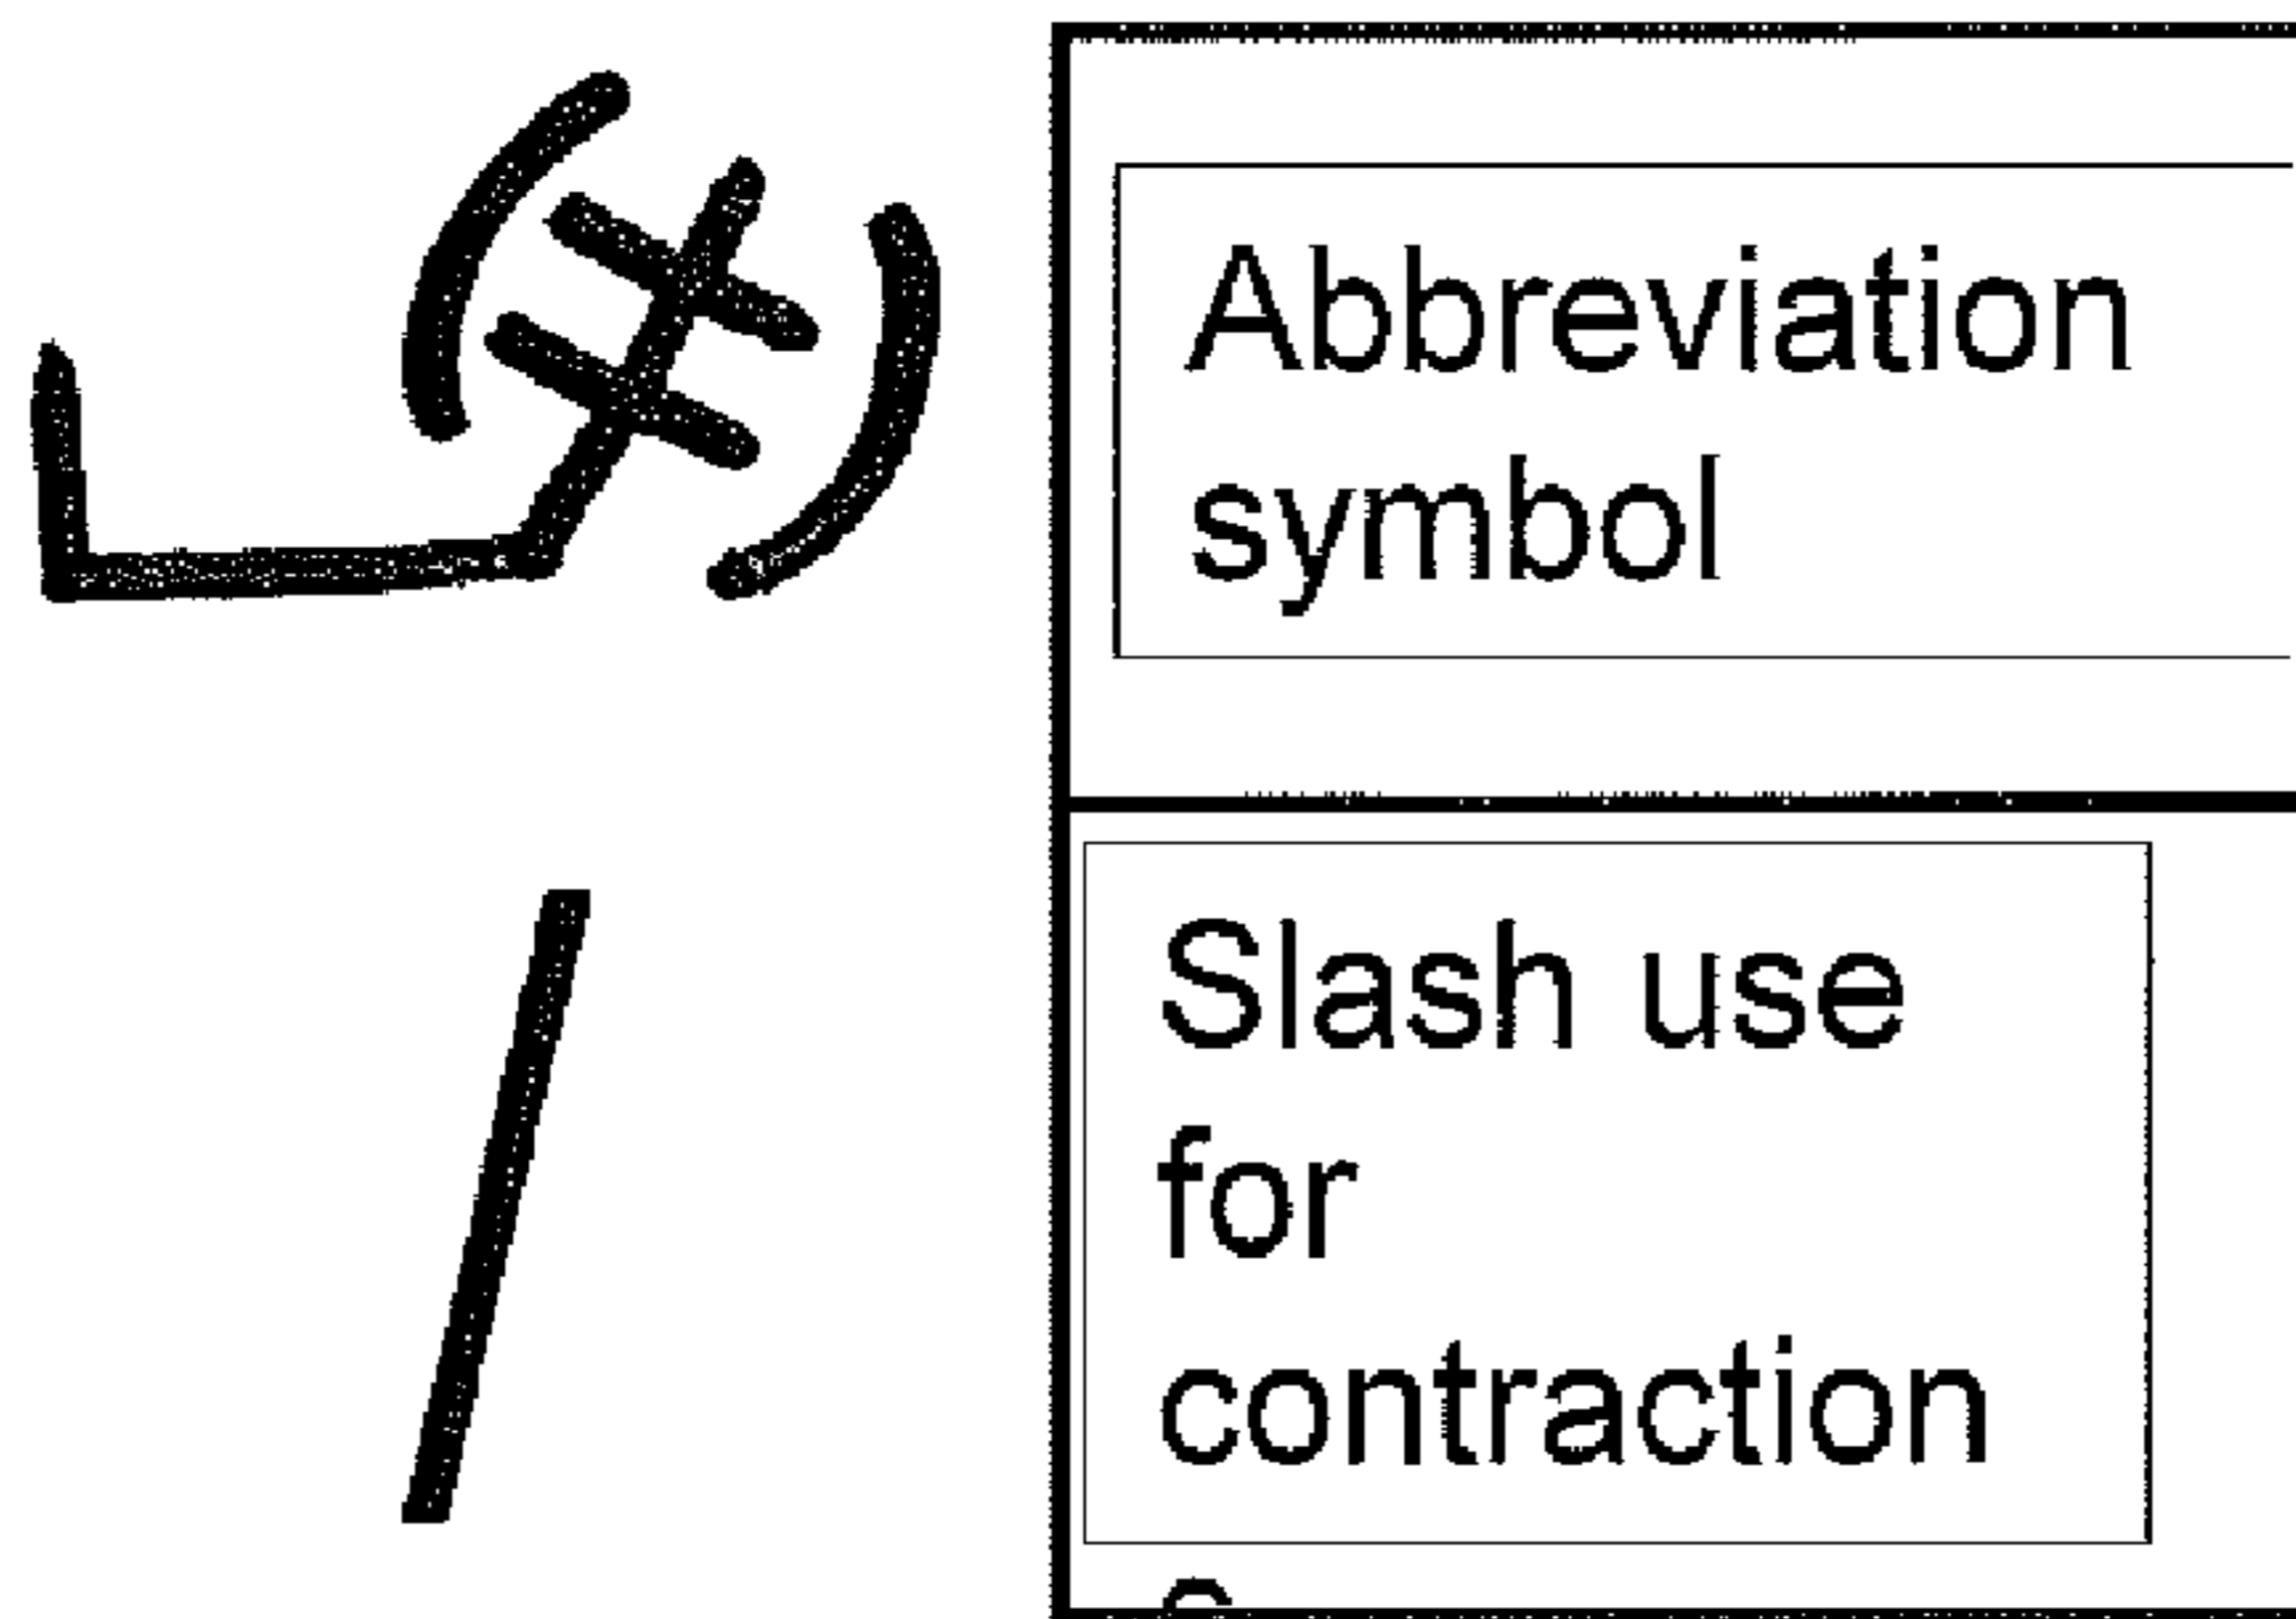 Abbreviation
symbol
/
Slash use
for
contraction